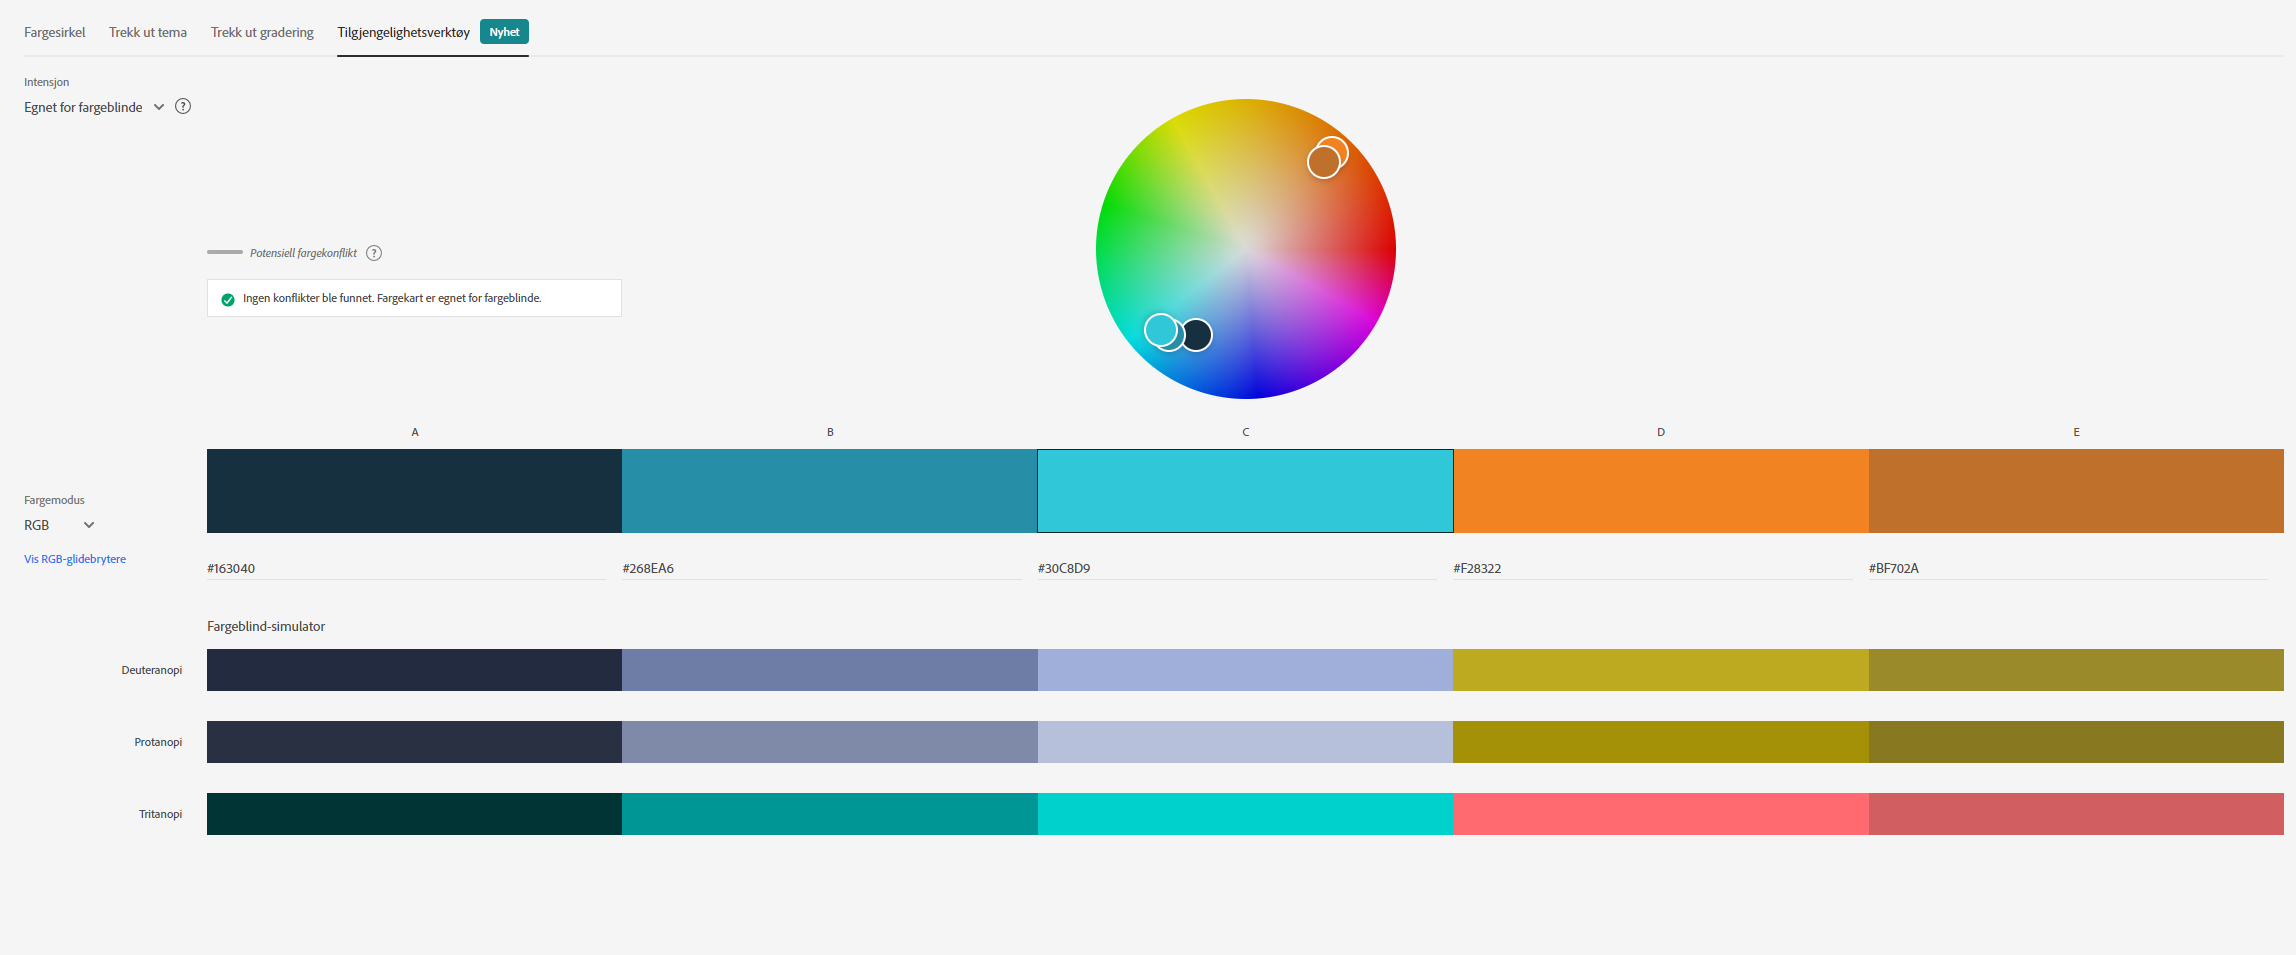 Fargesirkel Trekk ut tema Trekk ut gradering Tilgjengelighetsverktøy Nyhet
Intensjon
Egnet for fargeblinde ?
Potensiell fargekonflikt ?
Ingen konflikter ble funnet. Fargekart er egnet for fargeblinde.
A B C D E
Fargemodus
RGB
Vis RGB-glidebrytere
#163040 #268EA6 #30C8D9 #F28322 #BF702A
Fargeblind-simulator
Deuteranopi
Protanopi
Tritanopi